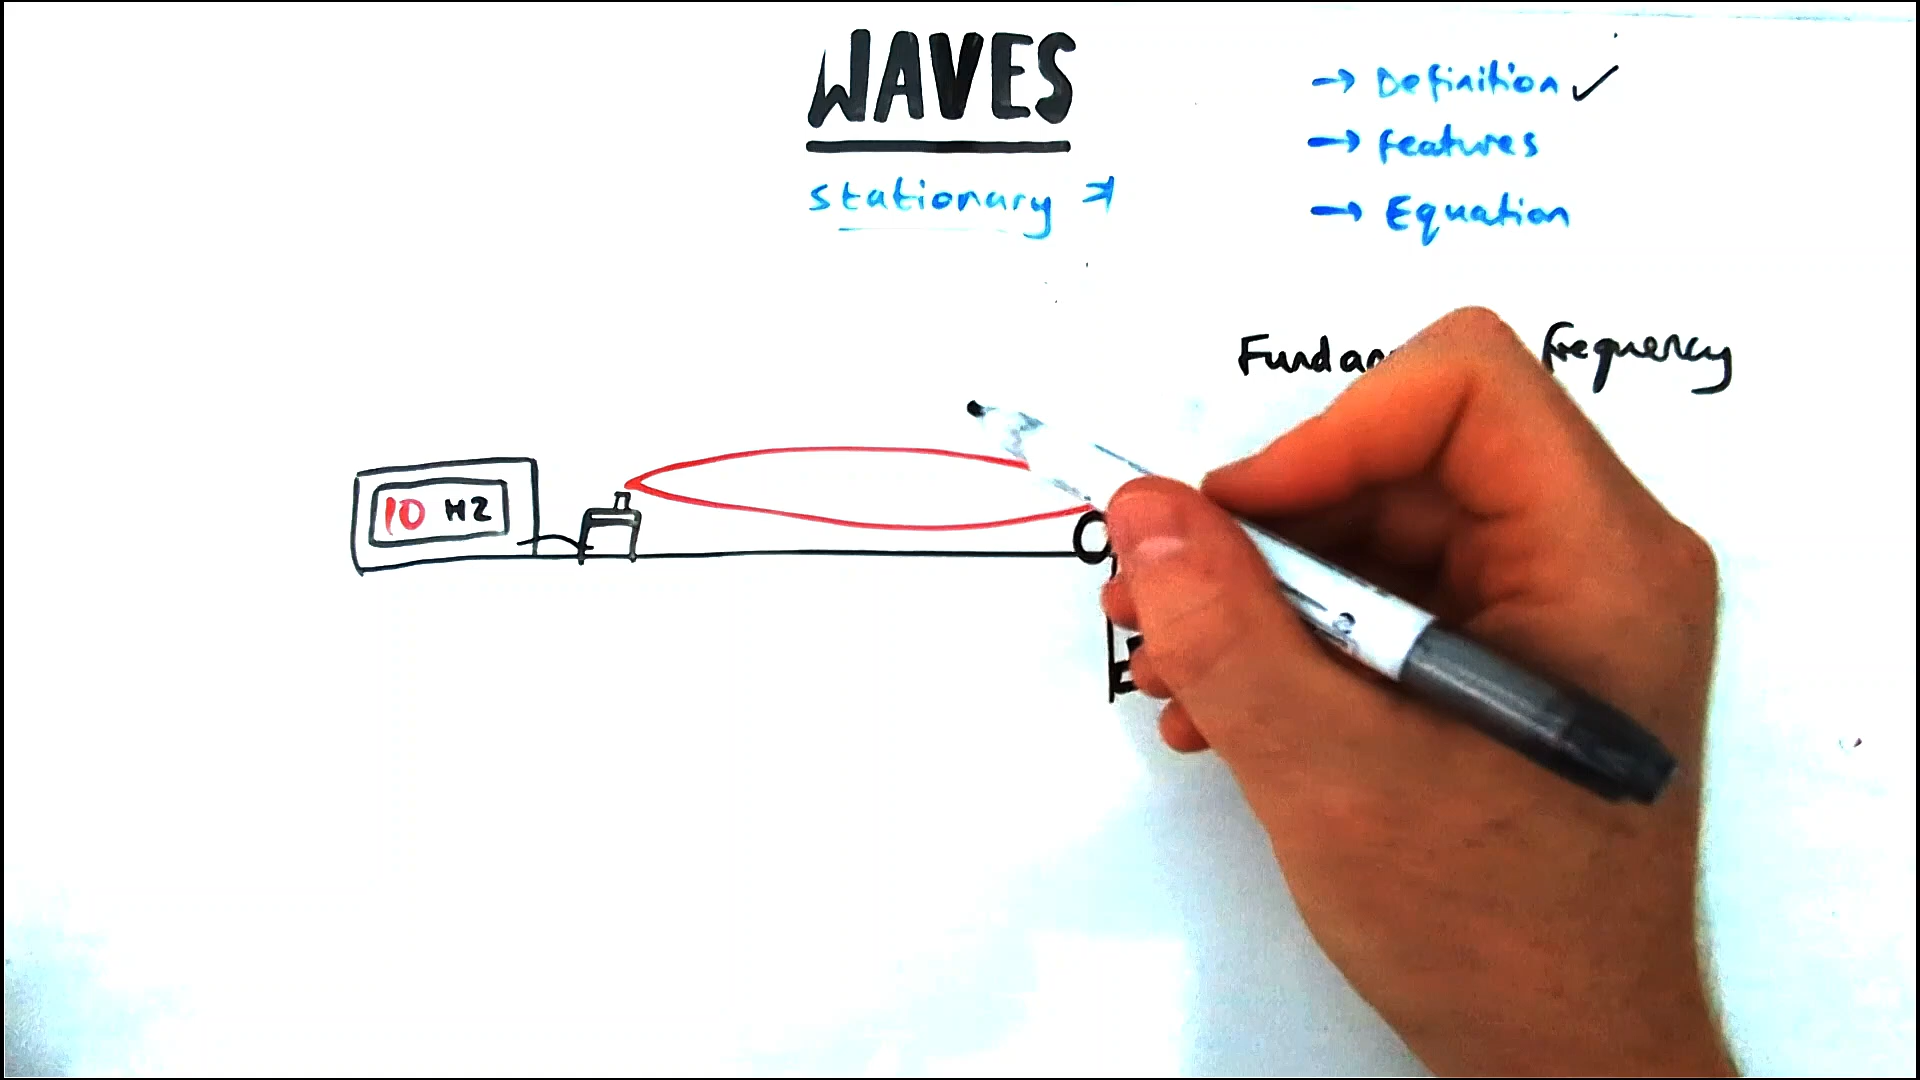 WAVES
stationary
→ Definition ✓
→ features
→ Equation
frequency
10 Hz